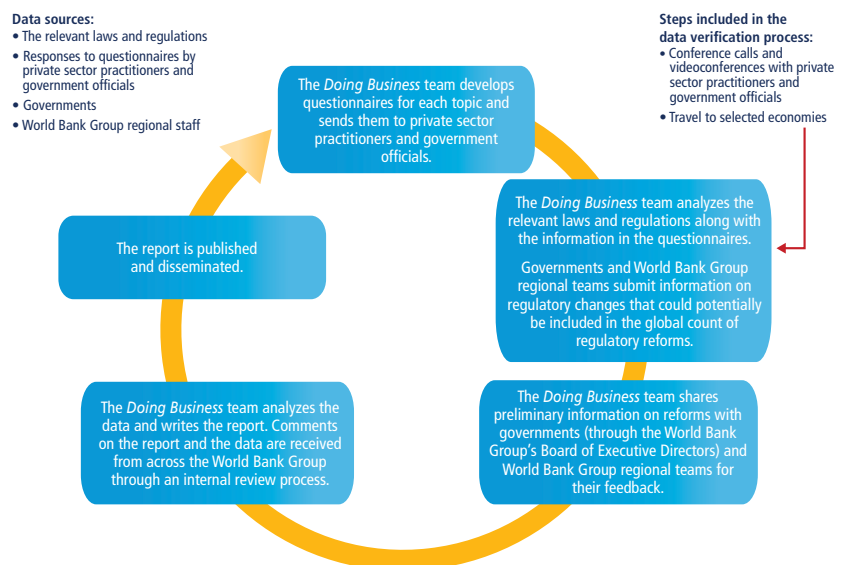 Data sources:
• The relevant laws and regulations
• Responses to questionnaires by
private sector practitioners and
government officials
• Governments
• World Bank Group regional staff
Steps included in the
data verification process:
• Conference calls and
videoconferences with private
sector practitioners and
government officials
• Travel to selected economies
The Doing Business team develops
questionnaires for each topic and
sends them to private sector
practitioners and government
officials.
The Doing Business team analyzes the
relevant laws and regulations along with
the information in the questionnaires.
Governments and World Bank Group
regional teams submit information on
regulatory changes that could potentially
be included in the global count of
regulatory reforms.
The Doing Business team shares
preliminary information on reforms with
governments (through the World Bank
Group's Board of Executive Directors) and
World Bank Group regional teams for
their feedback.
The Doing Business team analyzes the
data and writes the report. Comments
on the report and the data are received
from across the World Bank Group
through an internal review process.
The report is published
and disseminated.